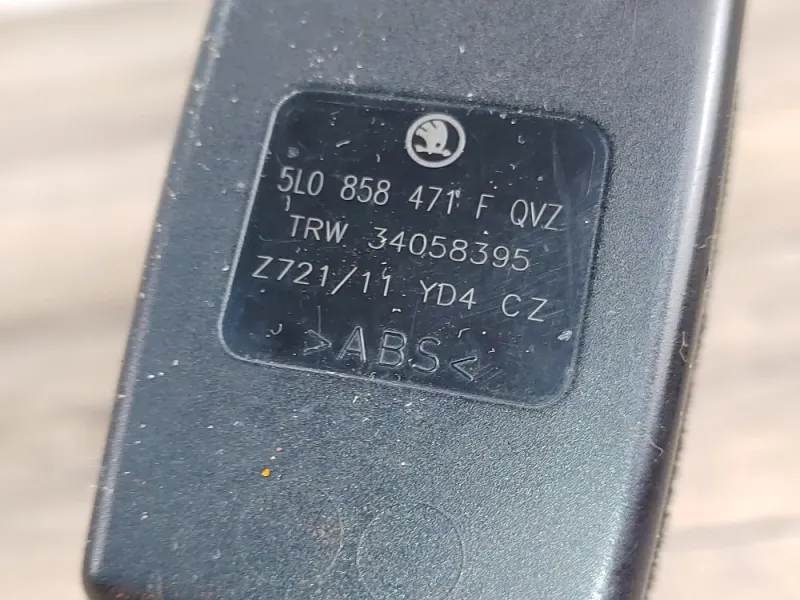 5L0 858 471 F QVZ
TRW 34058395
Z721/11 YD4 CZ
>ABS<